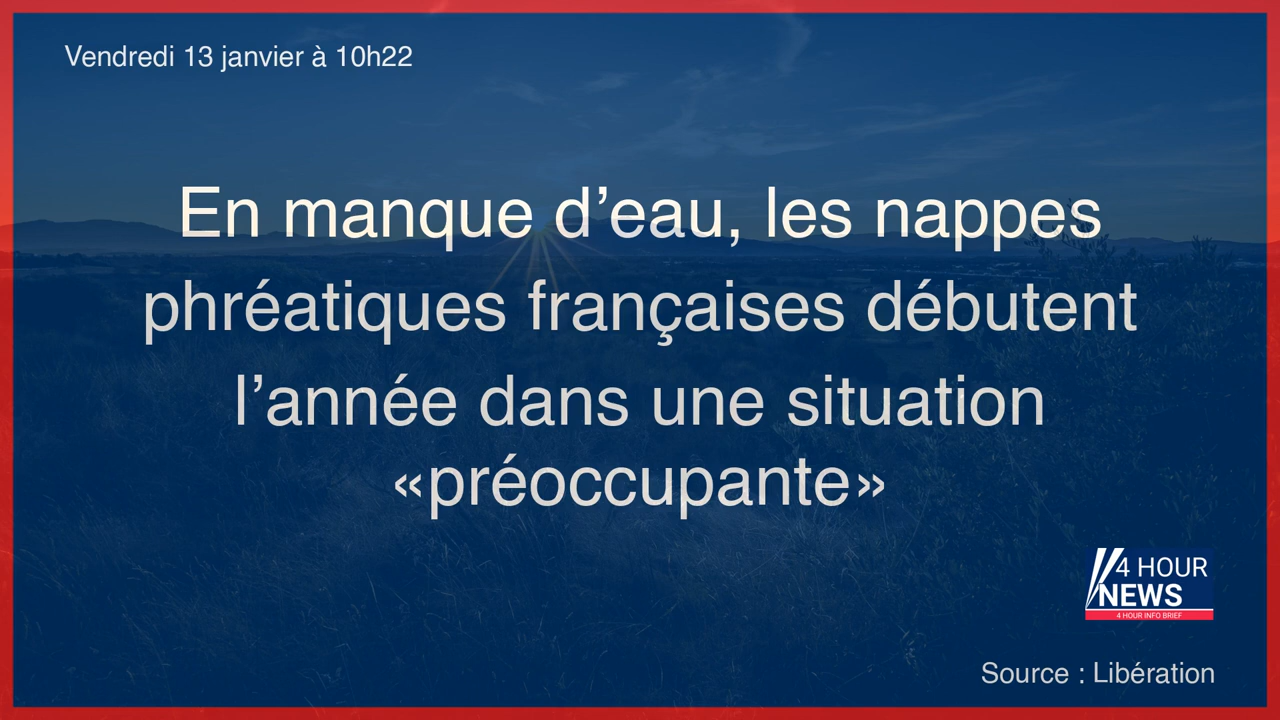 Vendredi 13 janvier à 10h22
En manque d’eau, les nappes
phréatiques françaises débutent
l’année dans une situation
«préoccupante»
4 HOUR
NEWS
4 HOUR INFO BRIEF
Source : Libération